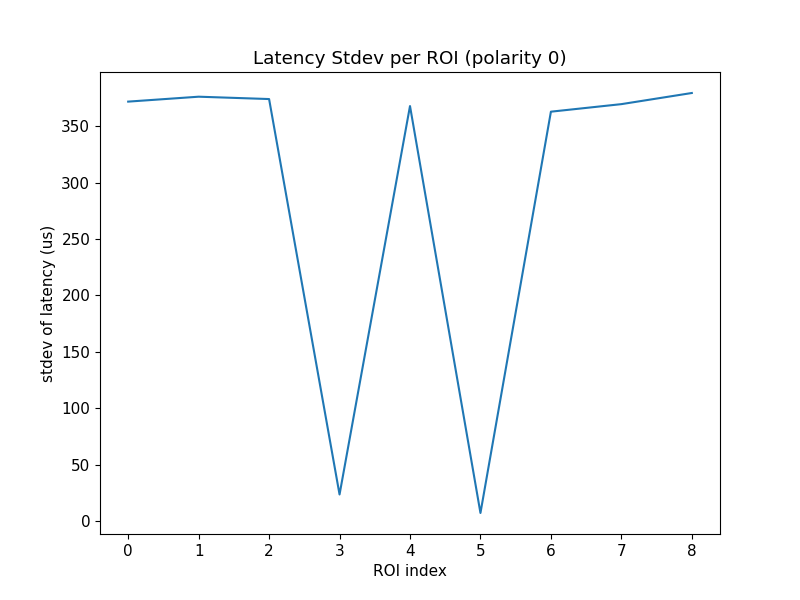 Latency Stdev per ROI (polarity 0)
stdev of latency (us)
350
300
250
200
150
100
50
0
0 1 2 3 4 5 6 7 8
ROI index